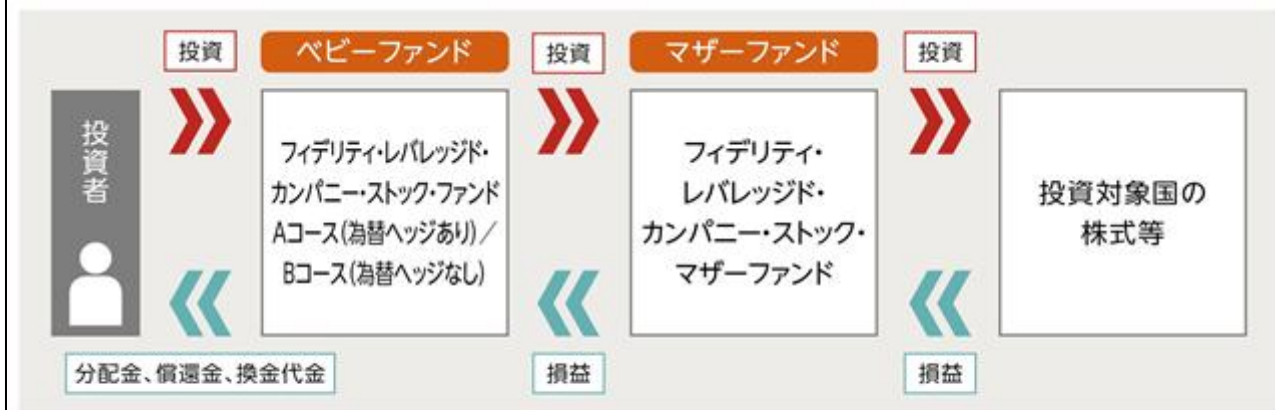 投資
ベビーファンド
投資
マザーファンド
投資
投資者
フィデリティ・レバレッジド・
カンパニー・ストック・ファンド
Aコース(為替ヘッジあり)／
Bコース(為替ヘッジなし)
フィデリティ・
レバレッジド・
カンパニー・ストック・
マザーファンド
投資対象国の
株式等
分配金、償還金、換金代金
損益
損益